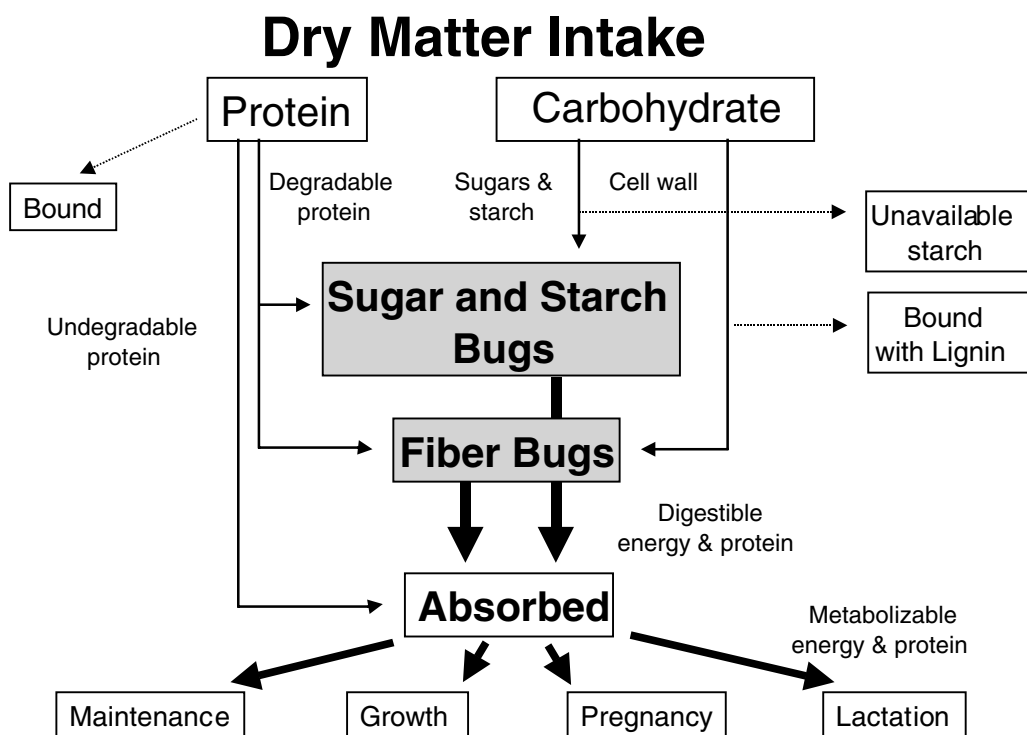 Dry Matter Intake
Protein
Carbohydrate
Degradable
protein
Sugars &
starch
Cell wall
Bound
Unavailable
starch
Sugar and Starch
Bugs
Undegradable
protein
Bound
with Lignin
Fiber Bugs
Digestible
energy & protein
Absorbed
Metabolizable
energy & protein
Maintenance
Growth
Pregnancy
Lactation